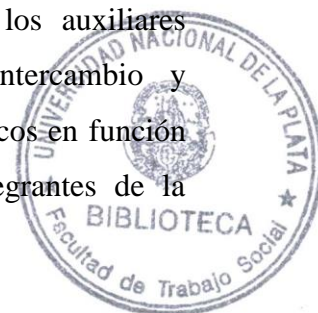 los auxiliares
intercambio y
cos en función
egrantes de la
UNIVERSIDAD NACIONAL DE LA PLATA
BIBLIOTECA
Facultad de Trabajo Social